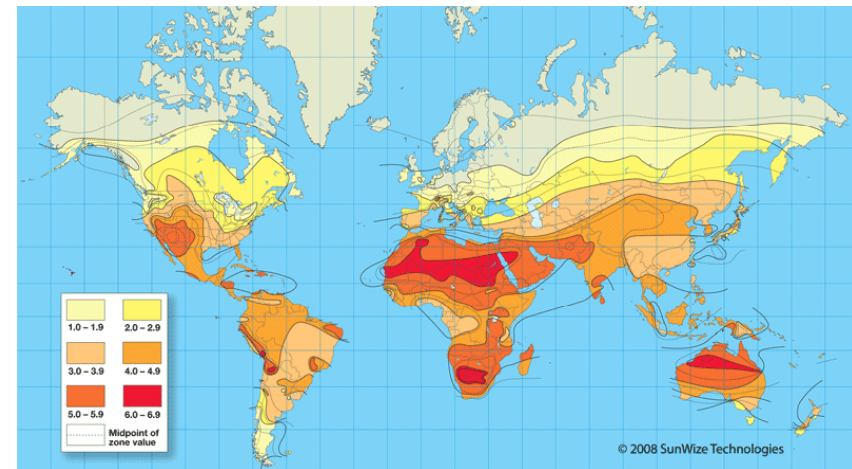 1.0 – 1.9 2.0 – 2.9
3.0 – 3.9 4.0 – 4.9
5.0 – 5.9 6.0 – 6.9
Midpoint of
zone value
© 2008 SunWize Technologies